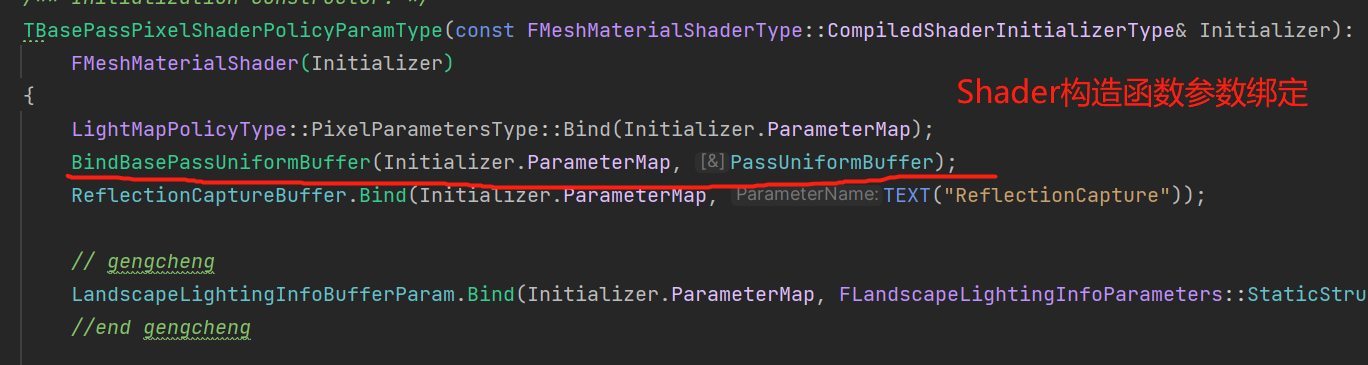 /** Initialization constructor. */
TBasePassPixelShaderPolicyParamType(const FMeshMaterialShaderType::CompiledShaderInitializerType& Initializer):
FMeshMaterialShader(Initializer)
{
Shader构造函数参数绑定
LightMapPolicyType::PixelParametersType::Bind(Initializer.ParameterMap);
BindBasePassUniformBuffer(Initializer.ParameterMap, [&]PassUniformBuffer);
ReflectionCaptureBuffer.Bind(Initializer.ParameterMap, ParameterName:TEXT("ReflectionCapture"));
// gengcheng
LandscapeLightingInfoBufferParam.Bind(Initializer.ParameterMap, FLandscapeLightingInfoParameters::StaticStru
//end gengcheng